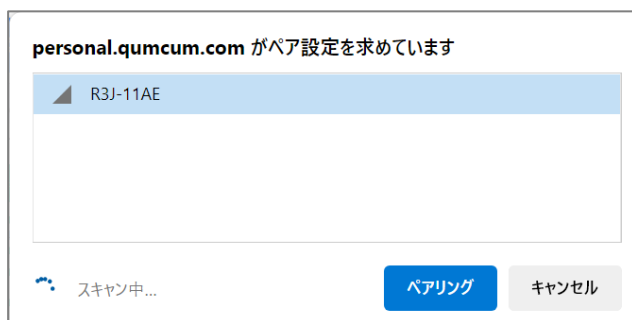 personal.qumcum.com がペア設定を求めています
R3J-11AE
スキャン中...
ペアリング
キャンセル